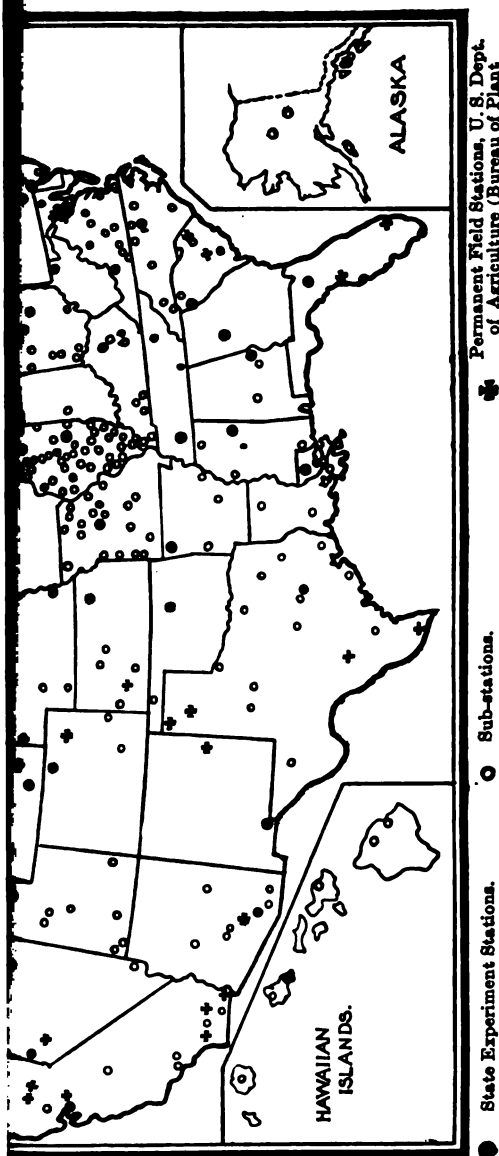 ALASKA
HAWAIIAN
ISLANDS.
State Experiment Stations.
Sub-stations.
Permanent Field Stations, U. S. Dept.
of Agriculture (Bureau of Plant